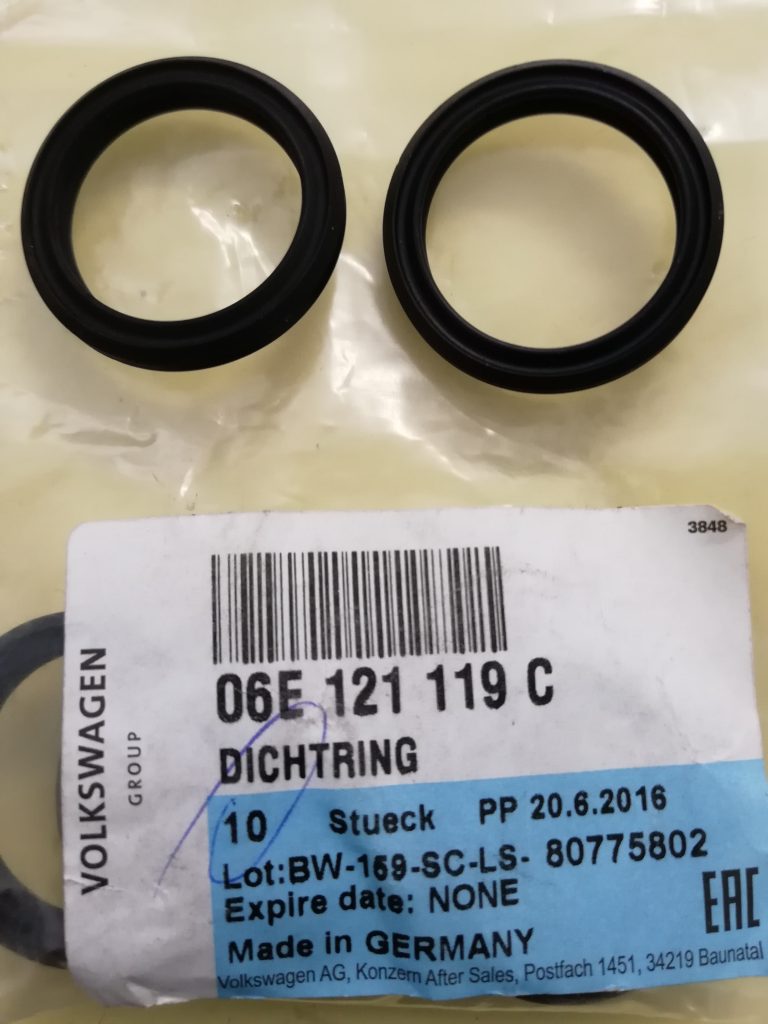 3848
VOLKSWAGEN
GROUP
06E 121 119 C
DICHTRING
10 Stueck PP 20.6.2016
Lot:BW-169-SC-LS- 80775802
Expire date: NONE
EAC
Made in GERMANY
Volkswagen AG, Konzern After Sales, Postfach 1451, 34219 Baunatal